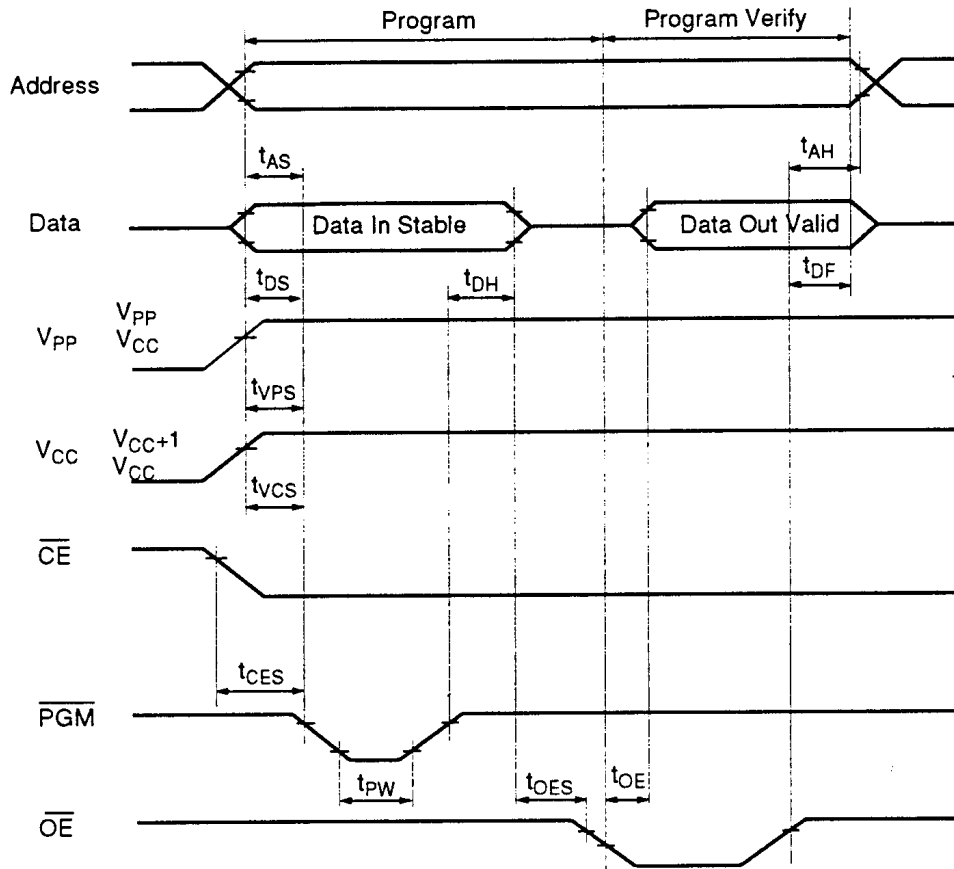 Program
Program Verify
Address
tAS
tAH
Data
Data In Stable
Data Out Valid
tDS
tDH
tDF
VPP
VPP
VCC
tVPS
VCC
VCC+1
VCC
tVCS
CE
tCES
PGM
tPW
tOES
tOE
OE